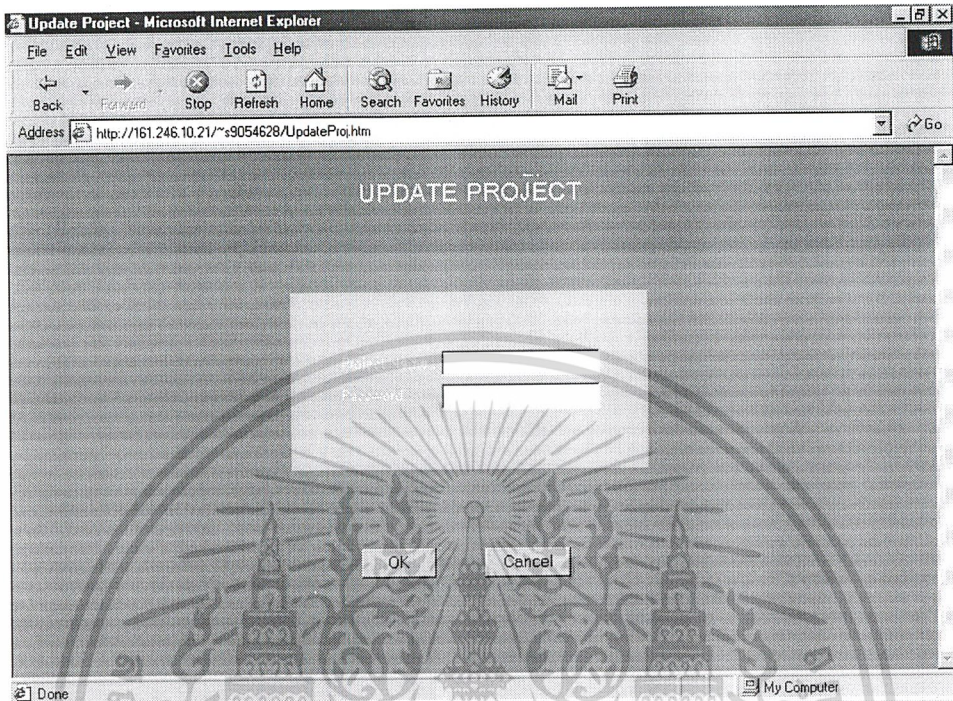 Update Project - Microsoft Internet Explorer
File Edit View Favorites Tools Help
Back Forward Stop Refresh Home Search Favorites History Mail Print
Address http://161.246.10.21/~s9054628/UpdateProj.htm Go
UPDATE PROJECT
Password
OK Cancel
Done My Computer